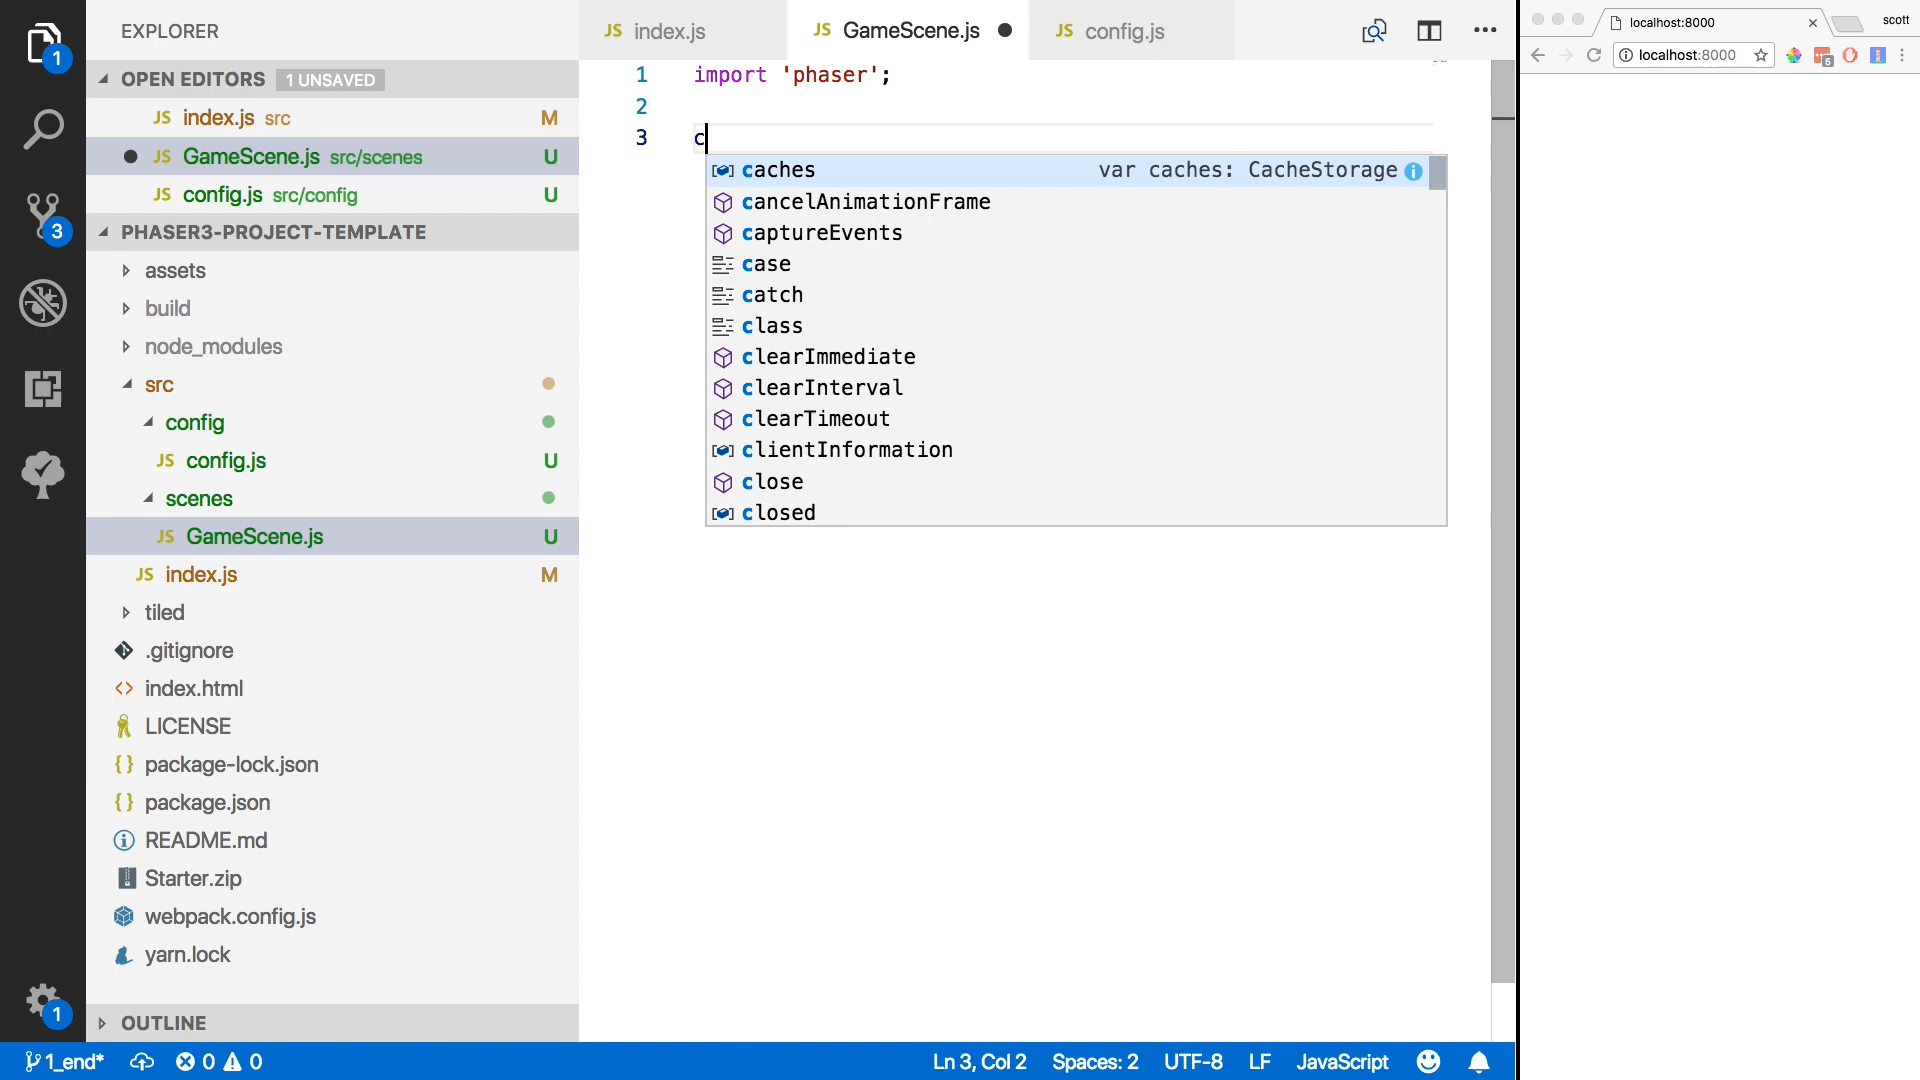 EXPLORER
OPEN EDITORS 1 UNSAVED
JS index.js src M
JS GameScene.js src/scenes U
JS config.js src/config U
PHASER3-PROJECT-TEMPLATE
assets
build
node_modules
src
config
JS config.js U
scenes
JS GameScene.js U
JS index.js M
tiled
.gitignore
index.html
LICENSE
package-lock.json
package.json
README.md
Starter.zip
webpack.config.js
yarn.lock
OUTLINE
1
3
1
JS index.js
JS GameScene.js
JS config.js
1 import 'phaser';
2
3 c
caches var caches: CacheStorage
cancelAnimationFrame
captureEvents
case
catch
class
clearImmediate
clearInterval
clearTimeout
clientInformation
close
closed
1_end* 0 0
Ln 3, Col 2 Spaces: 2 UTF-8 LF JavaScript
localhost:8000 scott
localhost:8000 5